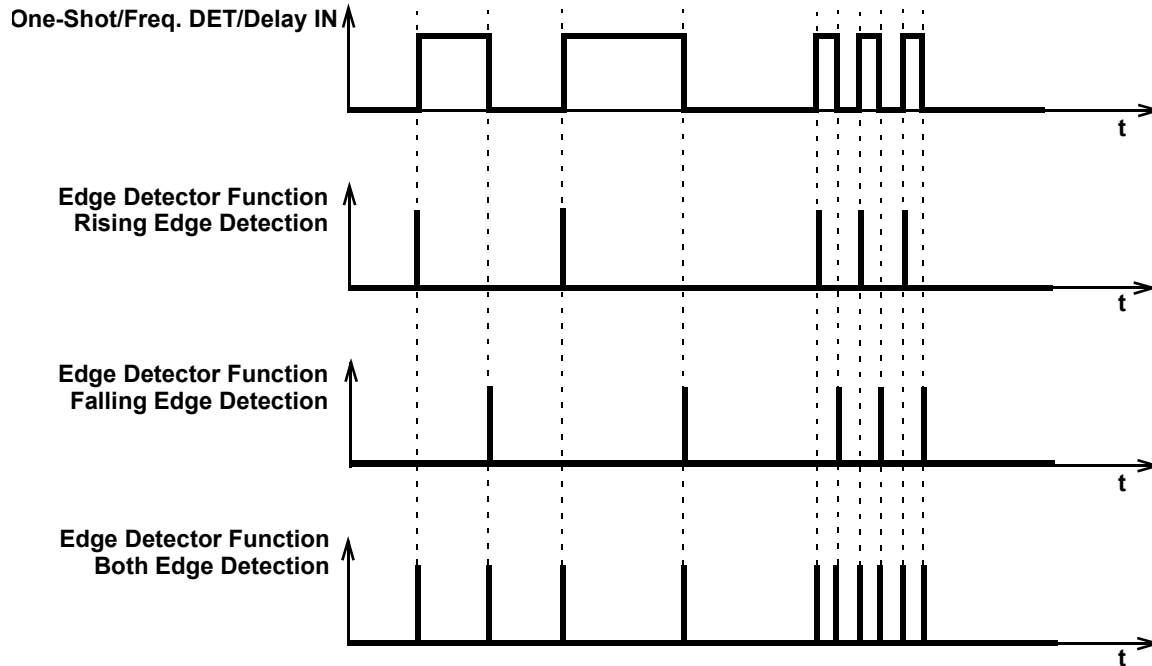 One-Shot/Freq. DET/Delay IN
t
Edge Detector Function
Rising Edge Detection
t
Edge Detector Function
Falling Edge Detection
t
Edge Detector Function
Both Edge Detection
t